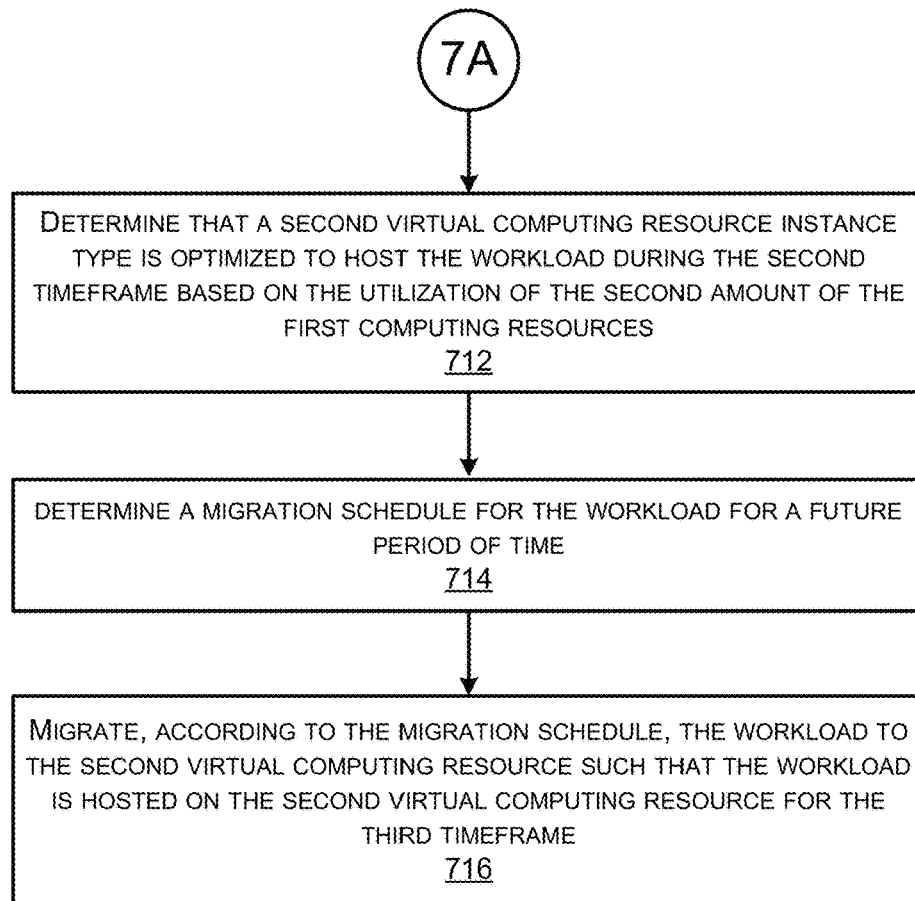 7A
DETERMINE THAT A SECOND VIRTUAL COMPUTING RESOURCE INSTANCE
TYPE IS OPTIMIZED TO HOST THE WORKLOAD DURING THE SECOND
TIMEFRAME BASED ON THE UTILIZATION OF THE SECOND AMOUNT OF THE
FIRST COMPUTING RESOURCES
712
DETERMINE A MIGRATION SCHEDULE FOR THE WORKLOAD FOR A FUTURE
PERIOD OF TIME
714
MIGRATE, ACCORDING TO THE MIGRATION SCHEDULE, THE WORKLOAD TO
THE SECOND VIRTUAL COMPUTING RESOURCE SUCH THAT THE WORKLOAD
IS HOSTED ON THE SECOND VIRTUAL COMPUTING RESOURCE FOR THE
THIRD TIMEFRAME
716